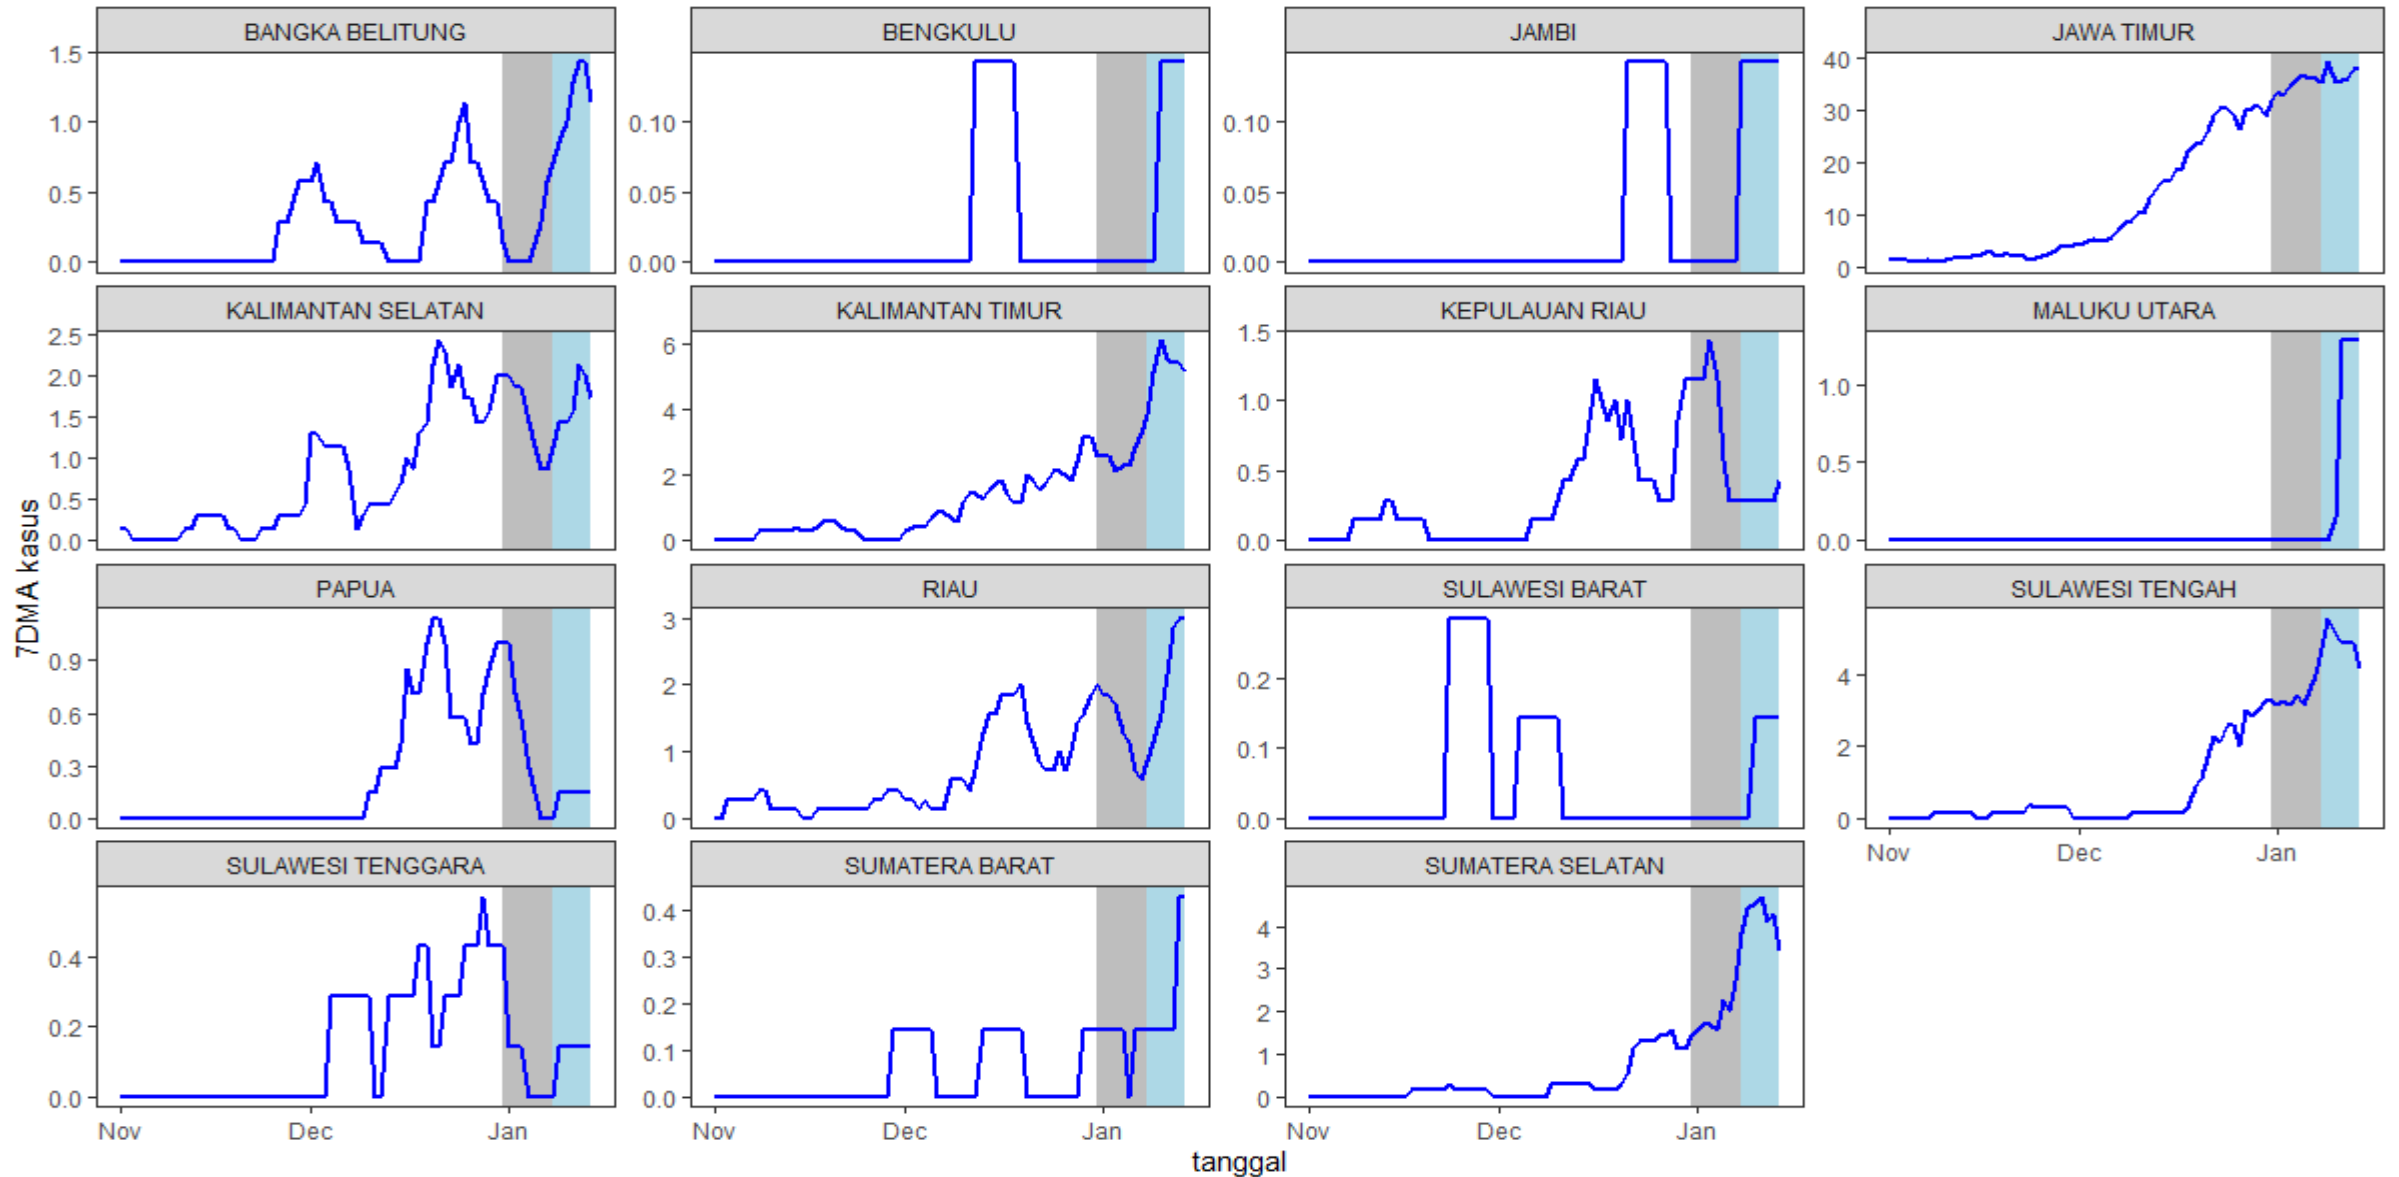 BANGKA BELITUNG
BENGKULU
JAMBI
JAWA TIMUR
1.5
1.0
0.5
0.0
0.10
0.05
0.00
0.10
0.05
0.00
40
30
20
10
0
KALIMANTAN SELATAN
KALIMANTAN TIMUR
KEPULAUAN RIAU
MALUKU UTARA
2.5
2.0
1.5
1.0
0.5
0.0
6
4
2
0
1.5
1.0
0.5
0.0
1.0
0.5
0.0
7DMA kasus
PAPUA
RIAU
SULAWESI BARAT
SULAWESI TENGAH
0.9
0.6
0.3
0.0
3
2
1
0
0.2
0.1
0.0
4
2
0
Nov Dec Jan
SULAWESI TENGGARA
SUMATERA BARAT
SUMATERA SELATAN
0.4
0.2
0.0
0.4
0.3
0.2
0.1
0.0
4
3
2
1
0
Nov Dec Jan
Nov Dec Jan
Nov Dec Jan
tanggal